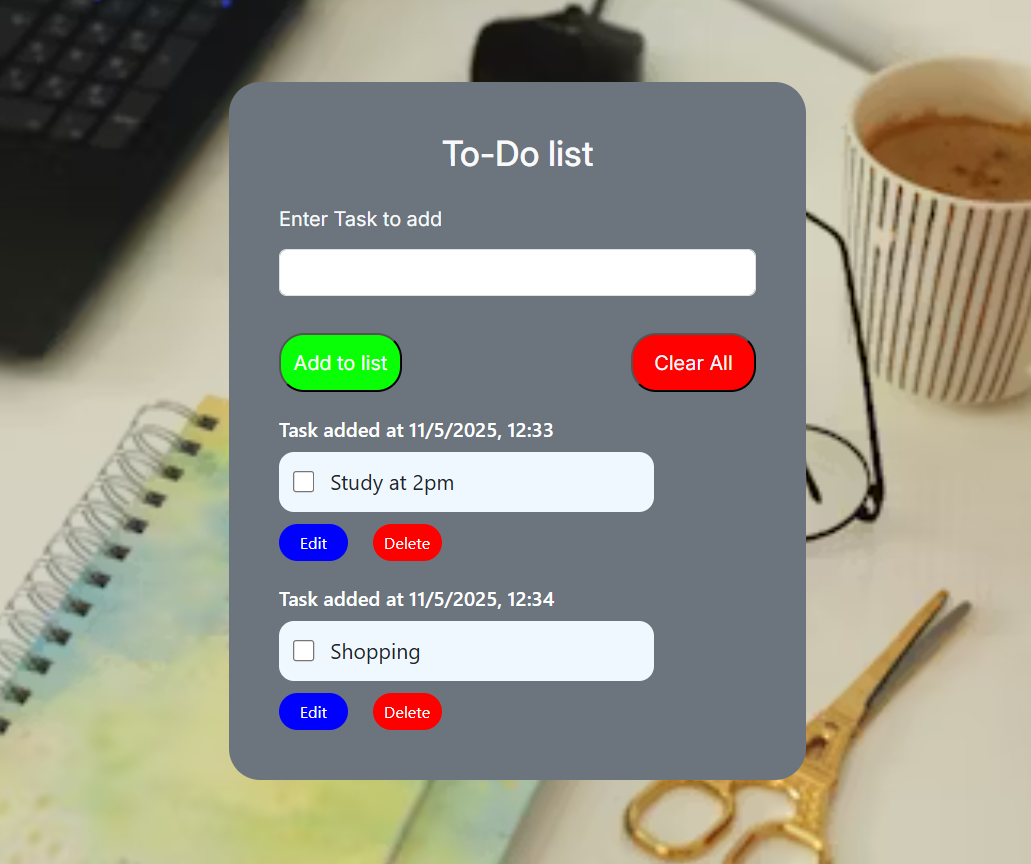 To-Do list
Enter Task to add
Add to list
Clear All
Task added at 11/5/2025, 12:33
Study at 2pm
Edit Delete
Task added at 11/5/2025, 12:34
Shopping
Edit Delete